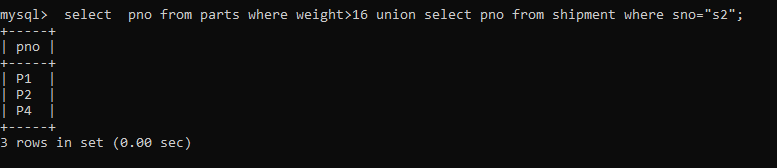 mysql>  select  pno from parts where weight>16 union select pno from shipment where sno="s2";
+-----+
| pno |
+-----+
| P1  |
| P2  |
| P4  |
+-----+
3 rows in set (0.00 sec)